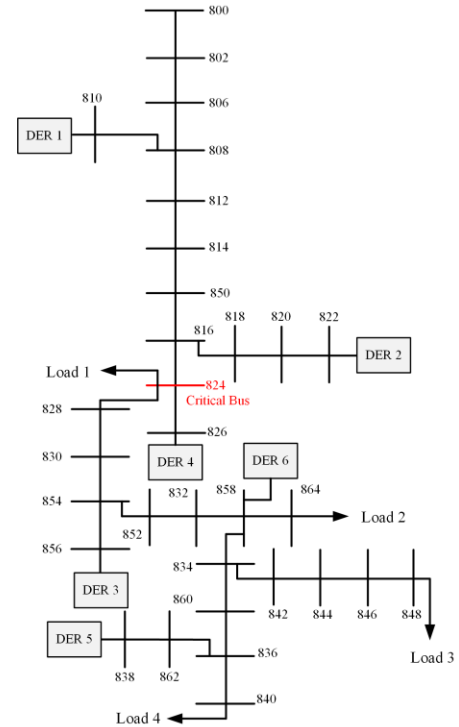 800
802
810
806
DER 1
808
812
814
850
816
818
820
822
DER 2
Load 1
824
Critical Bus
828
826
DER 4
DER 6
830
832
858
864
854
852
Load 2
856
834
DER 3
842
844
846
848
860
DER 5
838
862
836
Load 3
840
Load 4